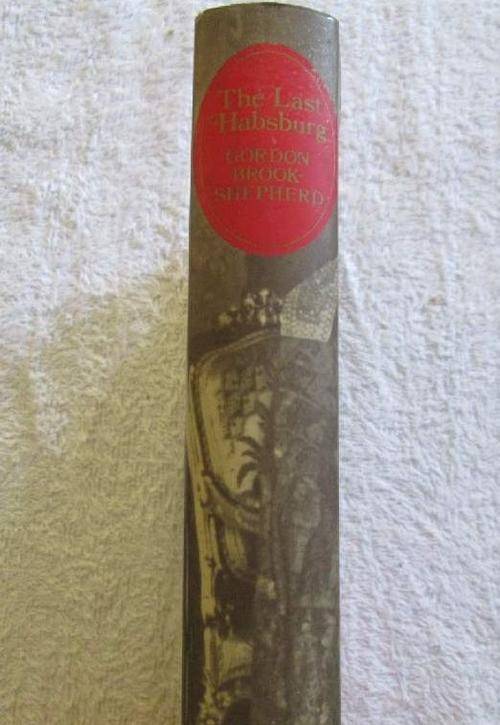 The Last
Habsburg
GORDON
BROOK-
SHEPHERD